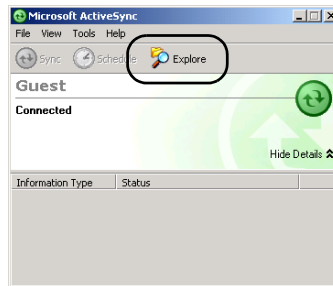 Microsoft ActiveSync
File View Tools Help
Sync Schedule Explore
Guest
Connected
Hide Details
Information Type Status